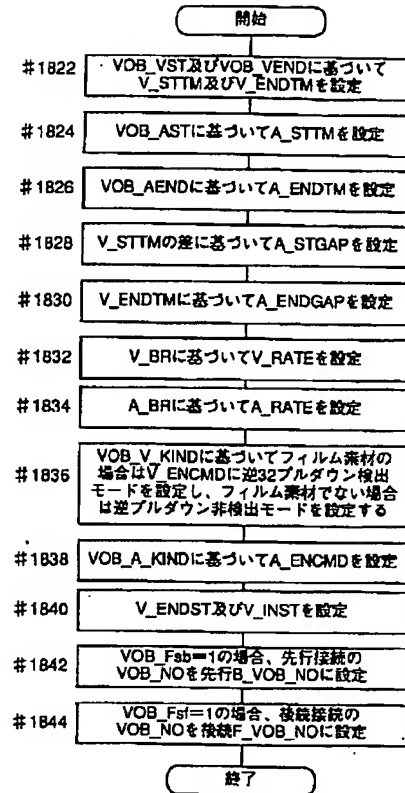 開始
#1822
VOB_VST及びVOB_VENDに基づいて
V_STTM及びV_ENDTMを設定
#1824
VOB_ASTに基づいてA_STTMを設定
#1826
VOB_AENDに基づいてA_ENDTMを設定
#1828
V_STTMの差に基づいてA_STGAPを設定
#1830
V_ENDTMに基づいてA_ENDGAPを設定
#1832
V_BRに基づいてV_RATEを設定
#1834
A_BRに基づいてA_RATEを設定
#1836
VOB_V_KINDに基づいてフィルム素材の
場合はV_ENCMDに逆32プルダウン検出
モードを設定し、フィルム素材でない場合
は逆プルダウン非検出モードを設定する
#1838
VOB_A_KINDに基づいてA_ENCMDを設定
#1840
V_ENDST及びV_INSTを設定
#1842
VOB_Fsb=1の場合、先行接続の
VOB_NOを先行B_VOB_NOに設定
#1844
VOB_Fsf=1の場合、後続接続の
VOB_NOを後続F_VOB_NOに設定
終了